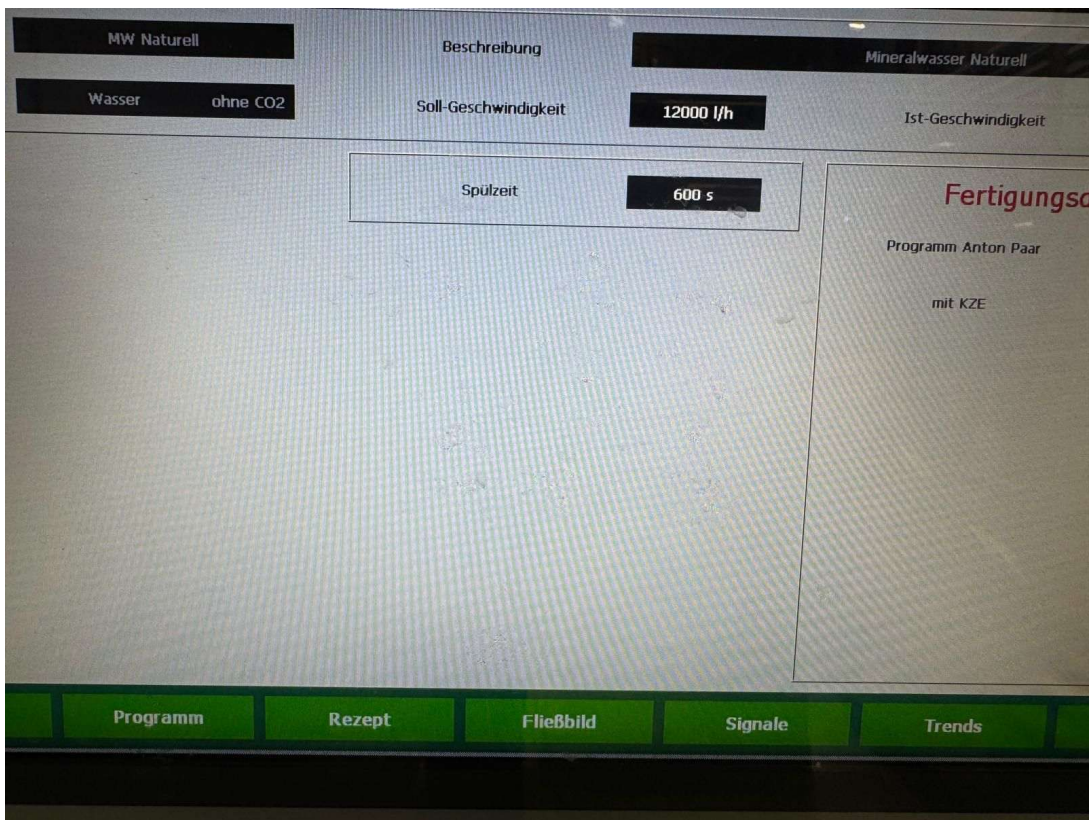 MW Naturell Beschreibung Mineralwasser Naturell
Wasser ohne CO2 Soll-Geschwindigkeit 12000 l/h Ist-Geschwindigkeit
Spülzeit 600 s
Fertigungsd
Programm Anton Paar
mit KZE
Programm Rezept Fließbild Signale Trends